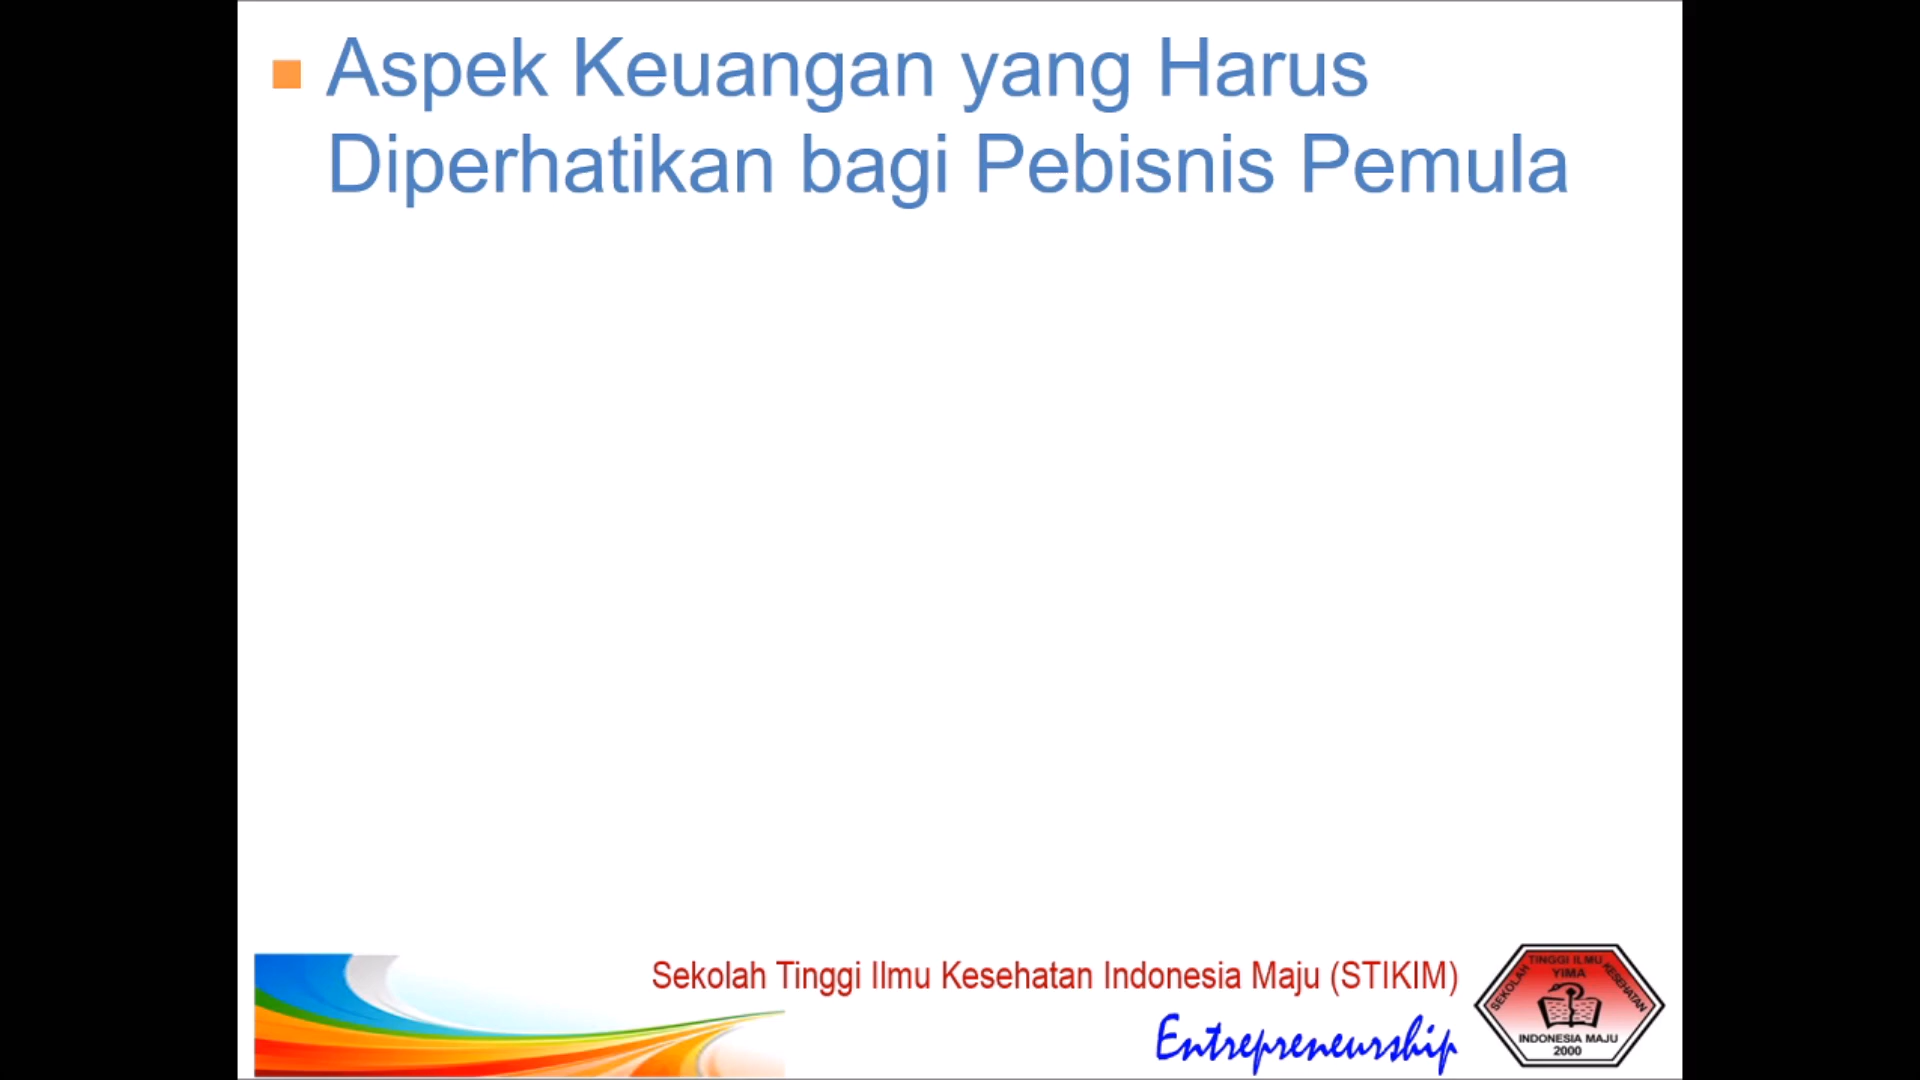 Aspek Keuangan yang Harus
Diperhatikan bagi Pebisnis Pemula
Sekolah Tinggi Ilmu Kesehatan Indonesia Maju (STIKIM)
Entrepreneurship
SEKOLAH TINGGI ILMU KESEHATAN
YIMA
INDONESIA MAJU
2000